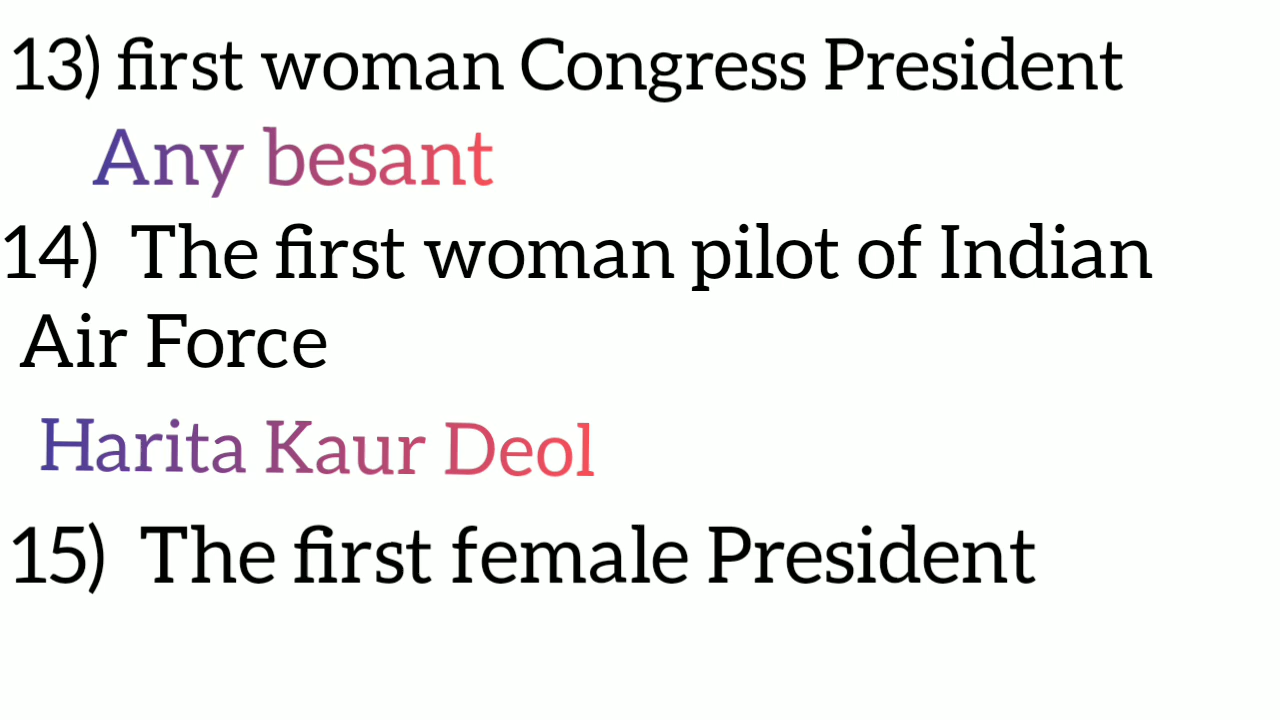 13) first woman Congress President
Any besant
14) The first woman pilot of Indian
Air Force
Harita Kaur Deol
15) The first female President